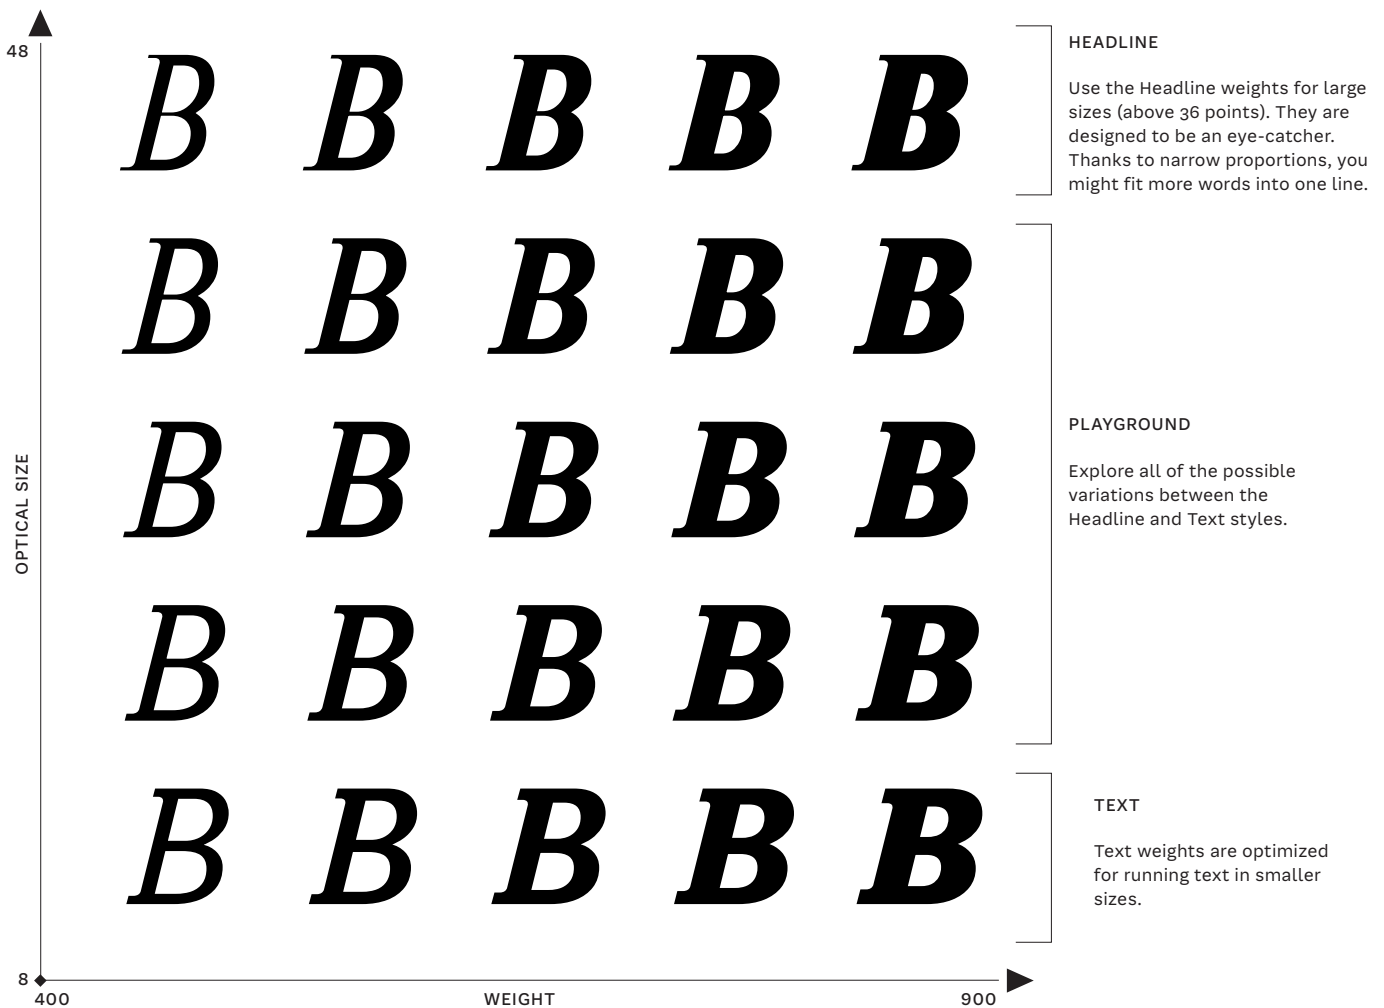 48
B B B B B
HEADLINE
Use the Headline weights for large
sizes (above 36 points). They are
designed to be an eye-catcher.
Thanks to narrow proportions, you
might fit more words into one line.
B B B B B
OPTICAL SIZE
B B B B B
PLAYGROUND
Explore all of the possible
variations between the
Headline and Text styles.
B B B B B
B B B B B
TEXT
Text weights are optimized
for running text in smaller
sizes.
8
400 WEIGHT 900